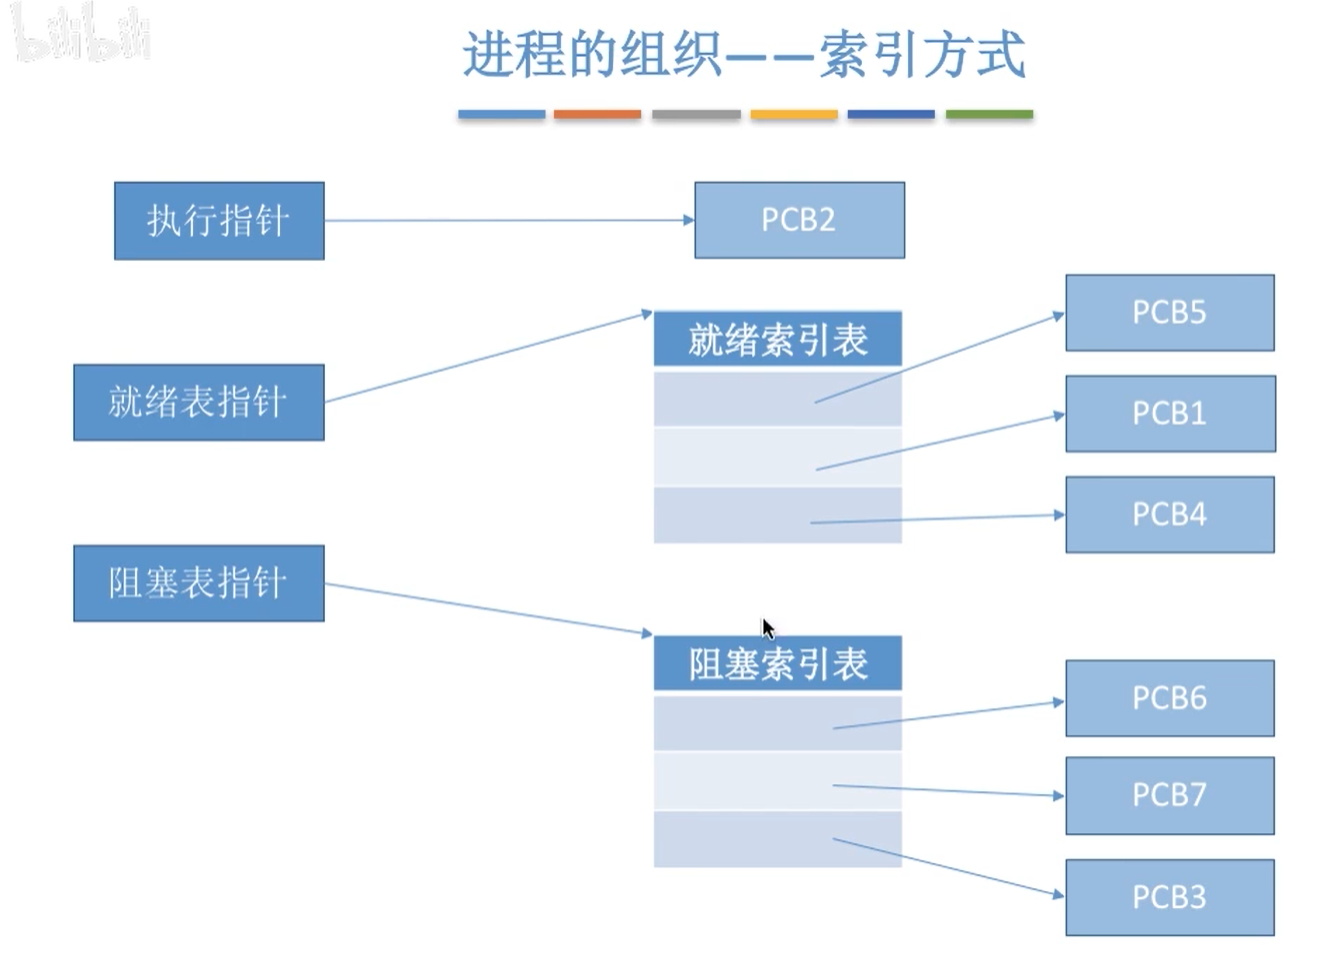 bilibili
进程的组织——索引方式
执行指针
PCB2
就绪表指针
就绪索引表
PCB5
PCB1
PCB4
阻塞表指针
阻塞索引表
PCB6
PCB7
PCB3